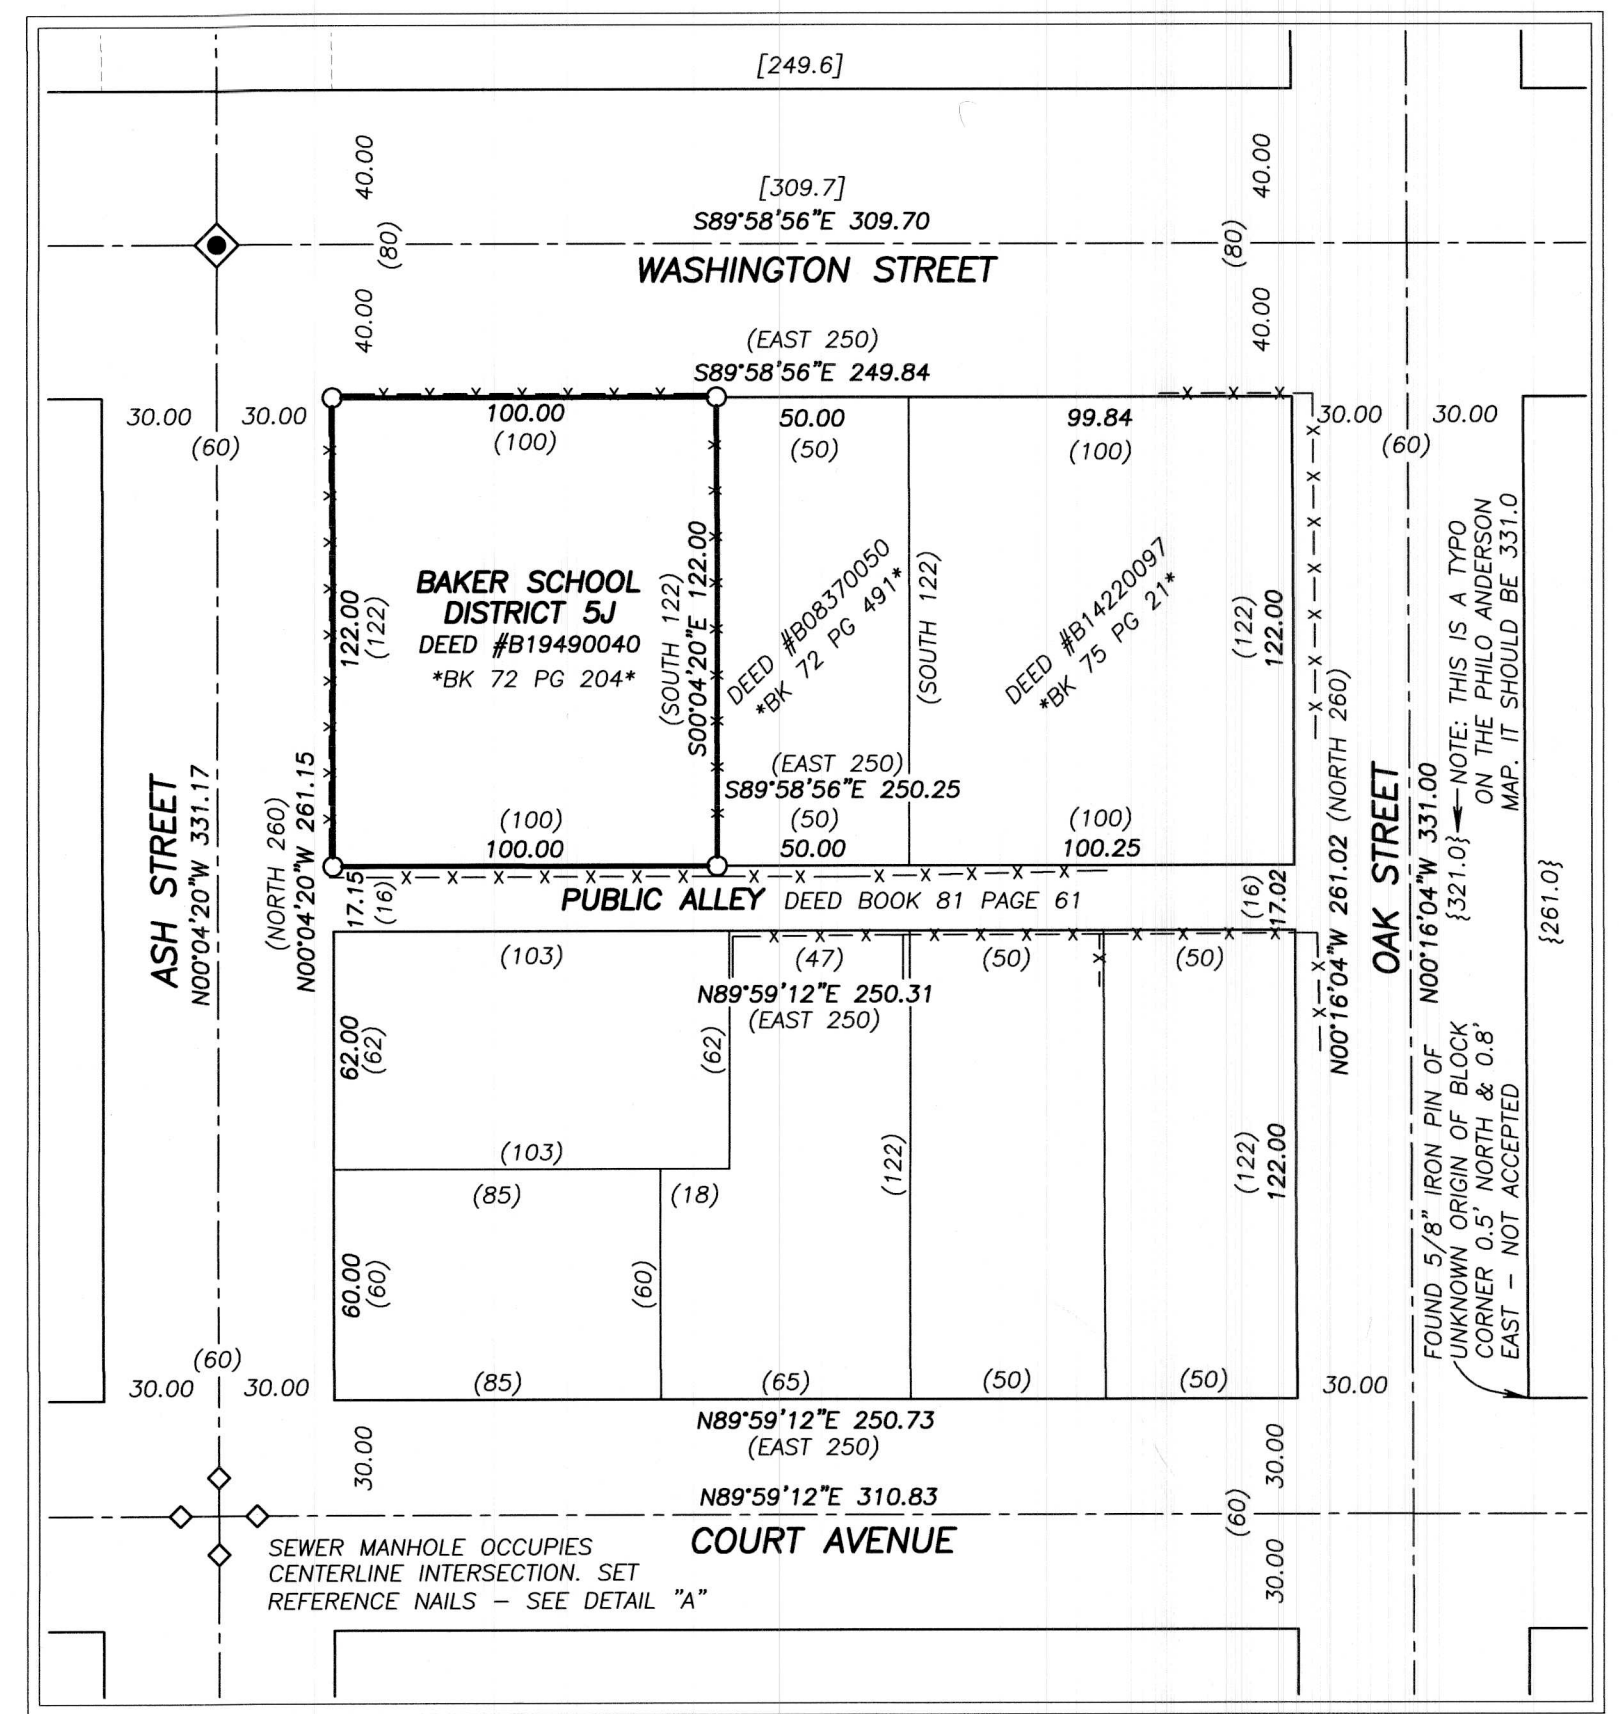 [249.6]
40.00
40.00
[309.7]
S89°58'56"E 309.70
(80)
(80)
WASHINGTON STREET
40.00
40.00
(EAST 250)
S89°58'56"E 249.84
30.00
30.00
(60)
100.00
(100)
50.00
(50)
99.84
(100)
30.00
30.00
(60)
BAKER SCHOOL
DISTRICT 5J
DEED #B19490040
*BK 72 PG 204*
122.00
(122)
(SOUTH 122)
S00°04'20"E 122.00
DEED #B08370050
*BK 72 PG 491*
(SOUTH 122)
DEED #B14220097
*BK 75 PG 21*
(122)
122.00
(EAST 250)
S89°58'56"E 250.25
(100)
100.00
(50)
50.00
(100)
100.25
ASH STREET
N00°04'20"W 331.17
(NORTH 260)
N00°04'20"W 261.15
17.15
(16)
PUBLIC ALLEY DEED BOOK 81 PAGE 61
(16)
17.02
N00°16'04"W 261.02 (NORTH 260)
OAK STREET
N00°16'04"W 331.00
{321.0} NOTE: THIS IS A TYPO
ON THE PHILO ANDERSON
MAP. IT SHOULD BE 331.0
{261.0}
(103)
(47)
(50)
(50)
N89°59'12"E 250.31
(EAST 250)
62.00
(62)
(62)
(103)
(85)
(18)
(122)
(122)
122.00
60.00
(60)
(60)
FOUND 5/8" IRON PIN OF
UNKNOWN ORIGIN OF BLOCK
CORNER 0.5' NORTH & 0.8'
EAST - NOT ACCEPTED
(60)
30.00
30.00
(85)
(65)
(50)
(50)
30.00
N89°59'12"E 250.73
(EAST 250)
30.00
30.00
N89°59'12"E 310.83
(60)
COURT AVENUE
SEWER MANHOLE OCCUPIES
CENTERLINE INTERSECTION. SET
REFERENCE NAILS - SEE DETAIL "A"
30.00